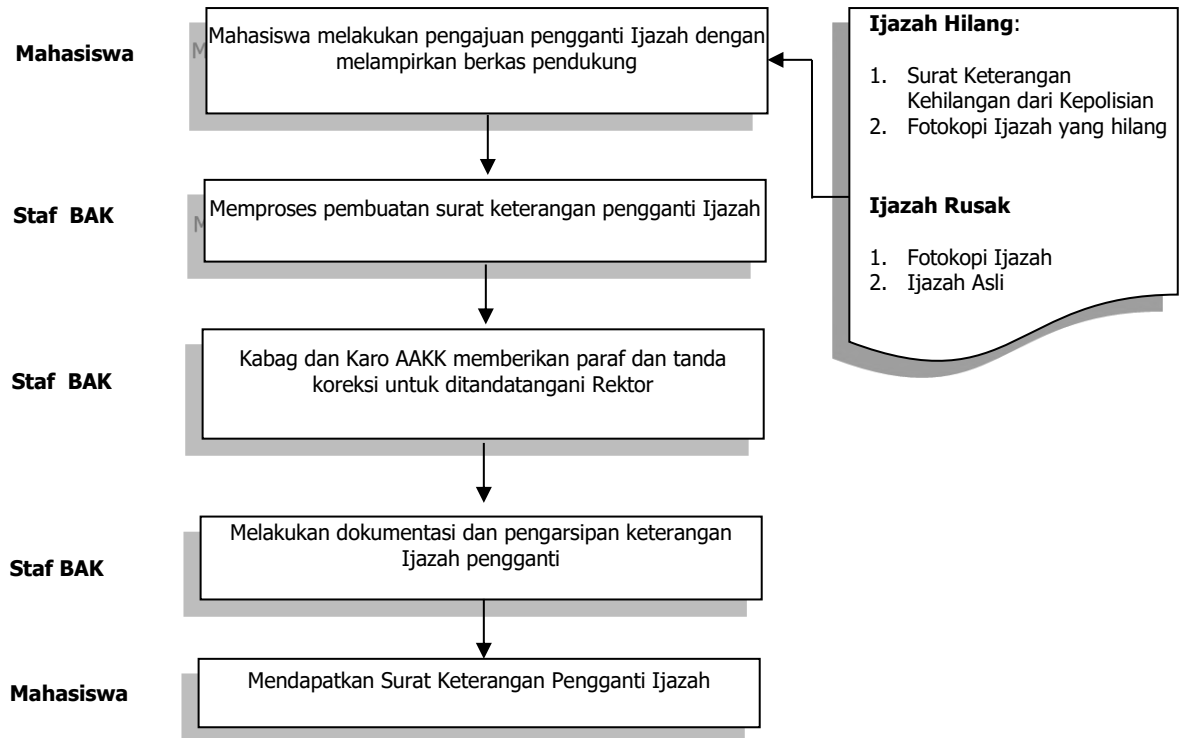 Mahasiswa
Mahasiswa melakukan pengajuan pengganti Ijazah dengan
melampirkan berkas pendukung
Ijazah Hilang:
1. Surat Keterangan
Kehilangan dari Kepolisian
2. Fotokopi Ijazah yang hilang
Ijazah Rusak
1. Fotokopi Ijazah
2. Ijazah Asli
Staf BAK
Memproses pembuatan surat keterangan pengganti Ijazah
Staf BAK
Kabag dan Karo AAKK memberikan paraf dan tanda
koreksi untuk ditandatangani Rektor
Staf BAK
Melakukan dokumentasi dan pengarsipan keterangan
Ijazah pengganti
Mahasiswa
Mendapatkan Surat Keterangan Pengganti Ijazah